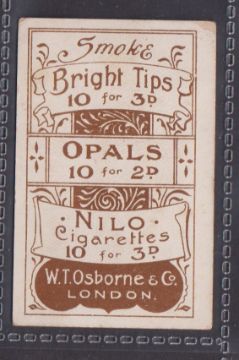 Smoke
Bright Tips
10 for 3D
OPALS
10 for 2D
NILO
Cigarettes
10 for 3D
W.T. Osborne & Co.
LONDON.